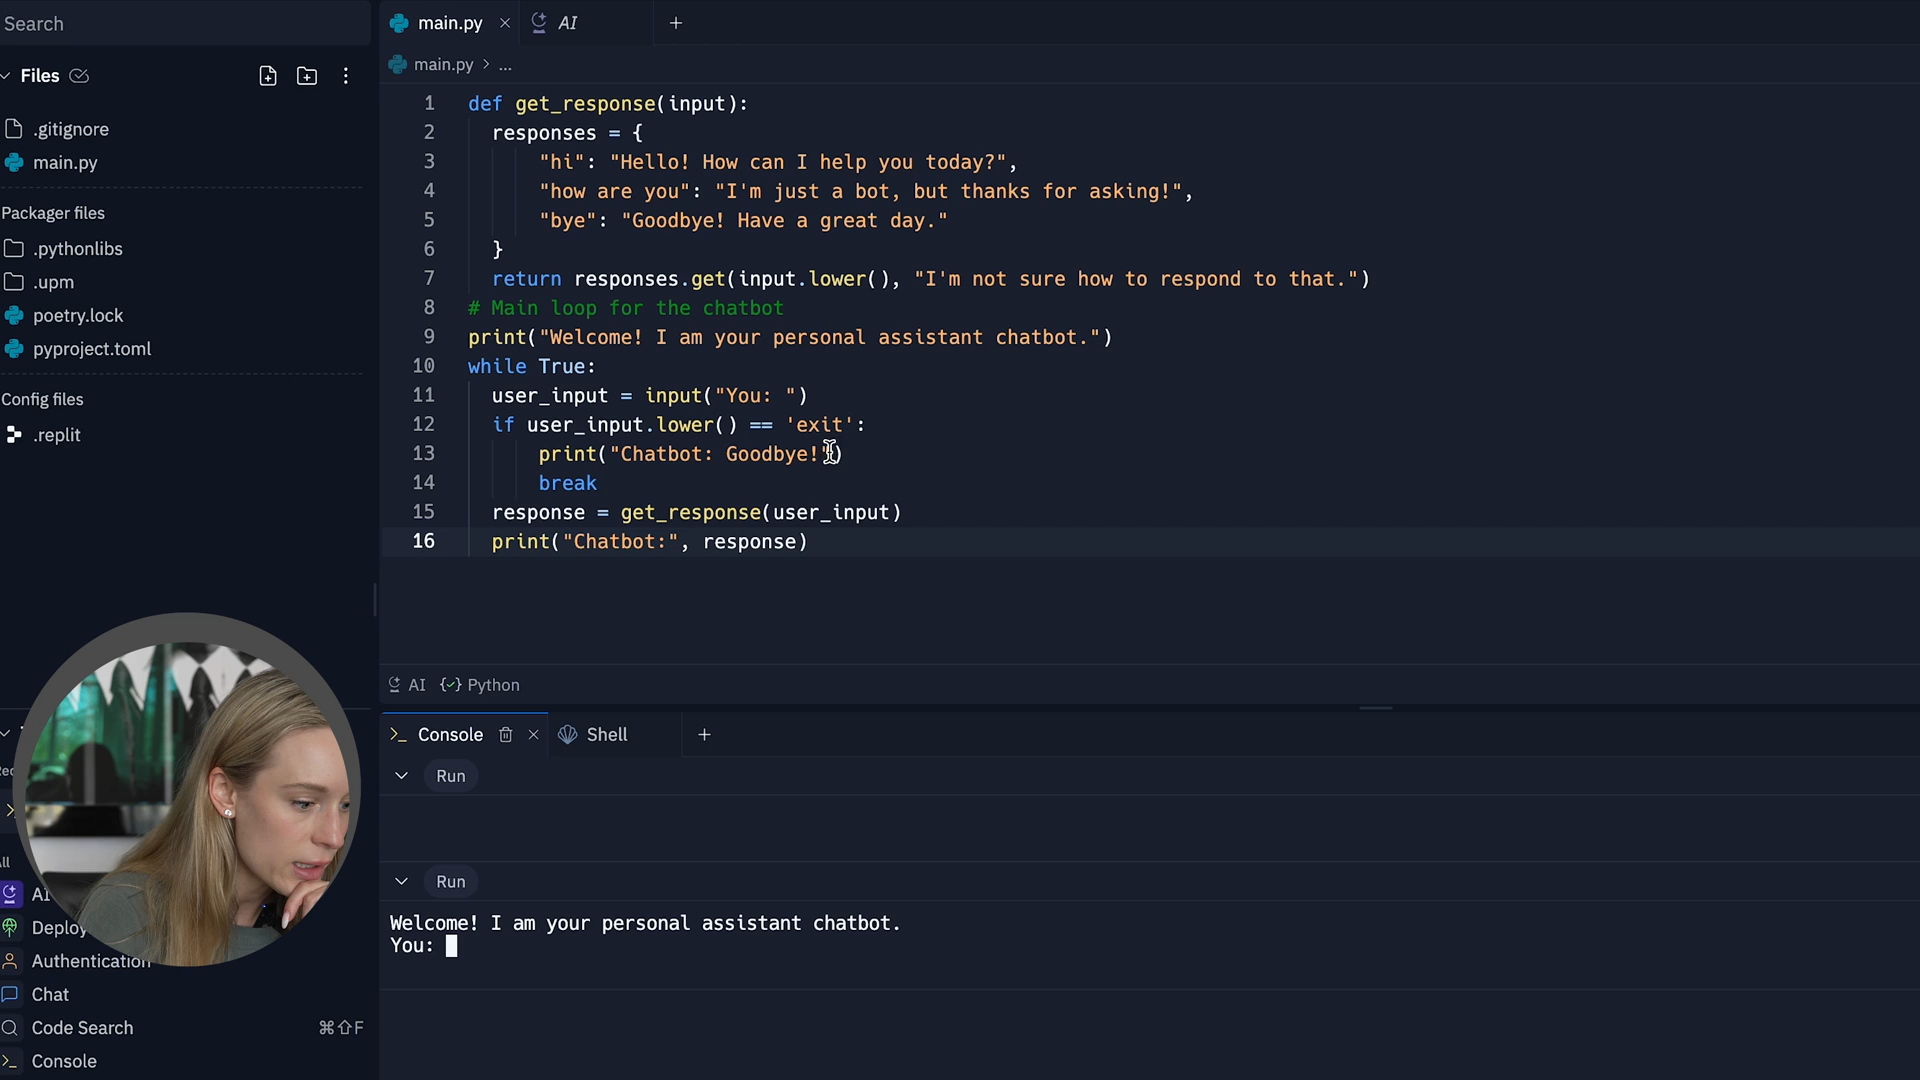 Search
Files
.gitignore
main.py
Packager files
.pythonlibs
.upm
poetry.lock
pyproject.toml
Config files
.replit
AI
Deploy
Authentication
Chat
Code Search ⌘⇧F
Console
main.py × AI +
main.py > ...
1 def get_response(input):
2 responses = {
3 "hi": "Hello! How can I help you today?",
4 "how are you": "I'm just a bot, but thanks for asking!",
5 "bye": "Goodbye! Have a great day."
6 }
7 return responses.get(input.lower(), "I'm not sure how to respond to that.")
8 # Main loop for the chatbot
9 print("Welcome! I am your personal assistant chatbot.")
10 while True:
11 user_input = input("You: ")
12 if user_input.lower() == 'exit':
13 print("Chatbot: Goodbye!")
14 break
15 response = get_response(user_input)
16 print("Chatbot:", response)
AI Python
Console × Shell +
Run
Run
Welcome! I am your personal assistant chatbot.
You: